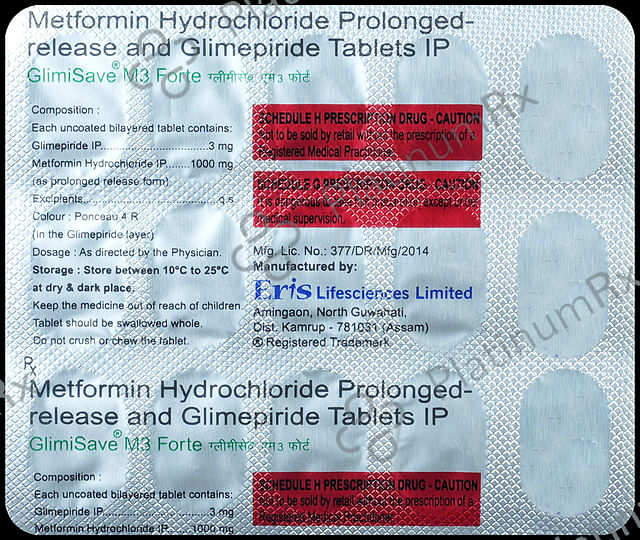 Metformin Hydrochloride Prolonged-
release and Glimepiride Tablets IP
GlimiSave® M3 Forte ग्लीमीसेव एम३ फोर्ट
Composition :
Each uncoated bilayered tablet contains:
Glimepiride IP...................................3 mg
Metformin Hydrochloride IP.......1000 mg
(as prolonged release form)
Excipients.......................................q.s.
Colour : Ponceau 4 R
(In the Glimepiride layer)
Dosage : As directed by the Physician.
Storage : Store between 10°C to 25°C
at dry & dark place.
Keep the medicine out of reach of children.
Tablet should be swallowed whole.
Do not crush or chew the tablet.
SCHEDULE H PRESCRIPTION DRUG - CAUTION
Not to be sold by retail without the prescription of a
Registered Medical Practitioner.
SCHEDULE G PRESCRIPTION DRUG - CAUTION
It is dangerous to take this except under
medical supervision.
Mfg. Lic. No.: 377/DR/Mfg/2014
Manufactured by:
Eris Lifesciences Limited
Amingaon, North Guwahati,
Dist. Kamrup - 781031 (Assam)
® Registered Trademark
Rx
Metformin Hydrochloride Prolonged-
release and Glimepiride Tablets IP
GlimiSave® M3 Forte ग्लीमीसेव एम३ फोर्ट
Composition :
Each uncoated bilayered tablet contains:
Glimepiride IP...................................3 mg
Metformin Hydrochloride IP.......1000 mg
SCHEDULE H PRESCRIPTION DRUG - CAUTION
Not to be sold by retail without the prescription of a
Registered Medical Practitioner.
PlatinumRx
PlatinumRx
PlatinumRx